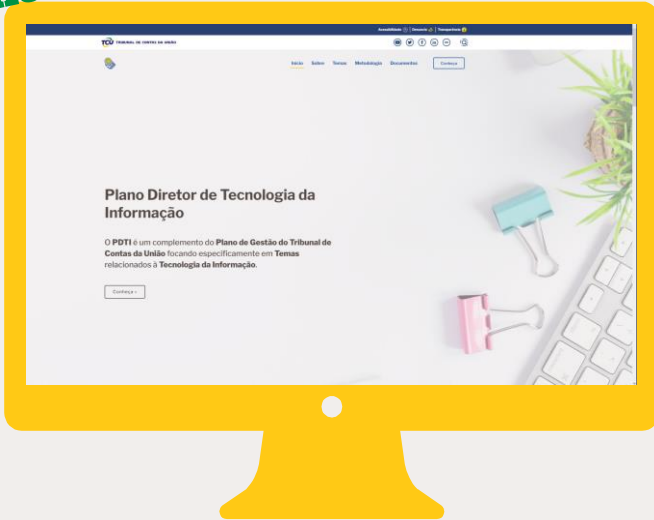 Acessibilidade | Denuncie | Transparência
TCU TRIBUNAL DE CONTAS DA UNIÃO
Início Sobre Temas Metodologia Documentos Conheça
Plano Diretor de Tecnologia da
Informação
O PDTI é um complemento do Plano de Gestão do Tribunal de
Contas da União focando especificamente em Temas
relacionados à Tecnologia da Informação.
Conheça